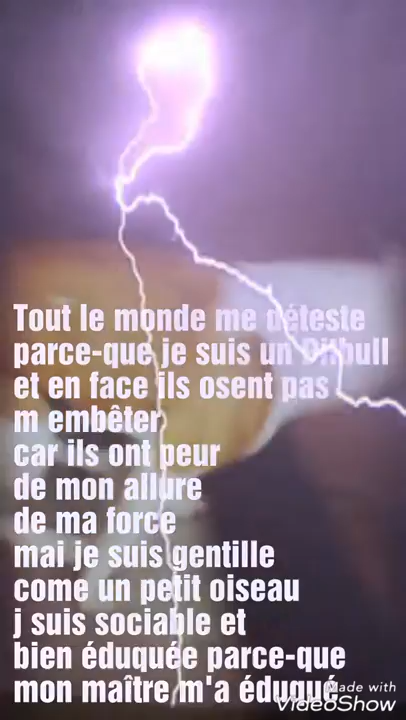 Tout le monde me déteste
parce-que je suis un Pitbull
et en face ils osent pas
m embêter
car ils ont peur
de mon allure
de ma force
mai je suis gentille
come un petit oiseau
j suis sociable et
bien éduquée parce-que
mon maître m'a éduqué
Made with
VideoShow